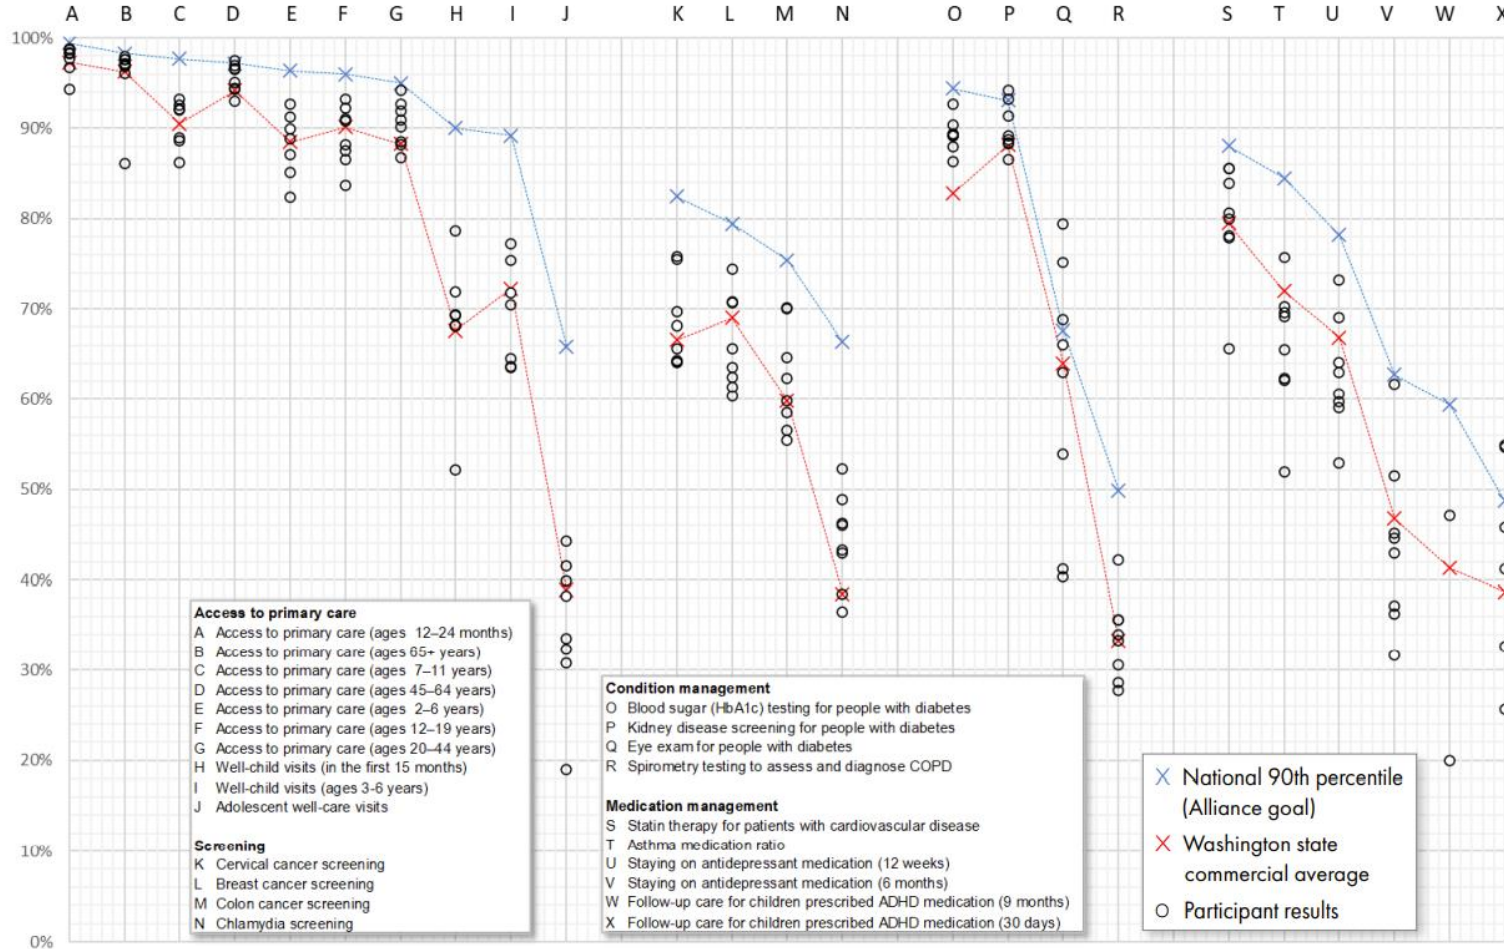 A B C D E F G H I J K L M N O P Q R S T U V W X
100%
90%
80%
70%
60%
50%
40%
30%
20%
10%
0%
Access to primary care
A Access to primary care (ages 12–24 months)
B Access to primary care (ages 65+ years)
C Access to primary care (ages 7–11 years)
D Access to primary care (ages 45–64 years)
E Access to primary care (ages 2–6 years)
F Access to primary care (ages 12–19 years)
G Access to primary care (ages 20–44 years)
H Well-child visits (in the first 15 months)
I Well-child visits (ages 3-6 years)
J Adolescent well-care visits
Screening
K Cervical cancer screening
L Breast cancer screening
M Colon cancer screening
N Chlamydia screening
Condition management
O Blood sugar (HbA1c) testing for people with diabetes
P Kidney disease screening for people with diabetes
Q Eye exam for people with diabetes
R Spirometry testing to assess and diagnose COPD
Medication management
S Statin therapy for patients with cardiovascular disease
T Asthma medication ratio
U Staying on antidepressant medication (12 weeks)
V Staying on antidepressant medication (6 months)
W Follow-up care for children prescribed ADHD medication (9 months)
X Follow-up care for children prescribed ADHD medication (30 days)
National 90th percentile
(Alliance goal)
Washington state
commercial average
Participant results